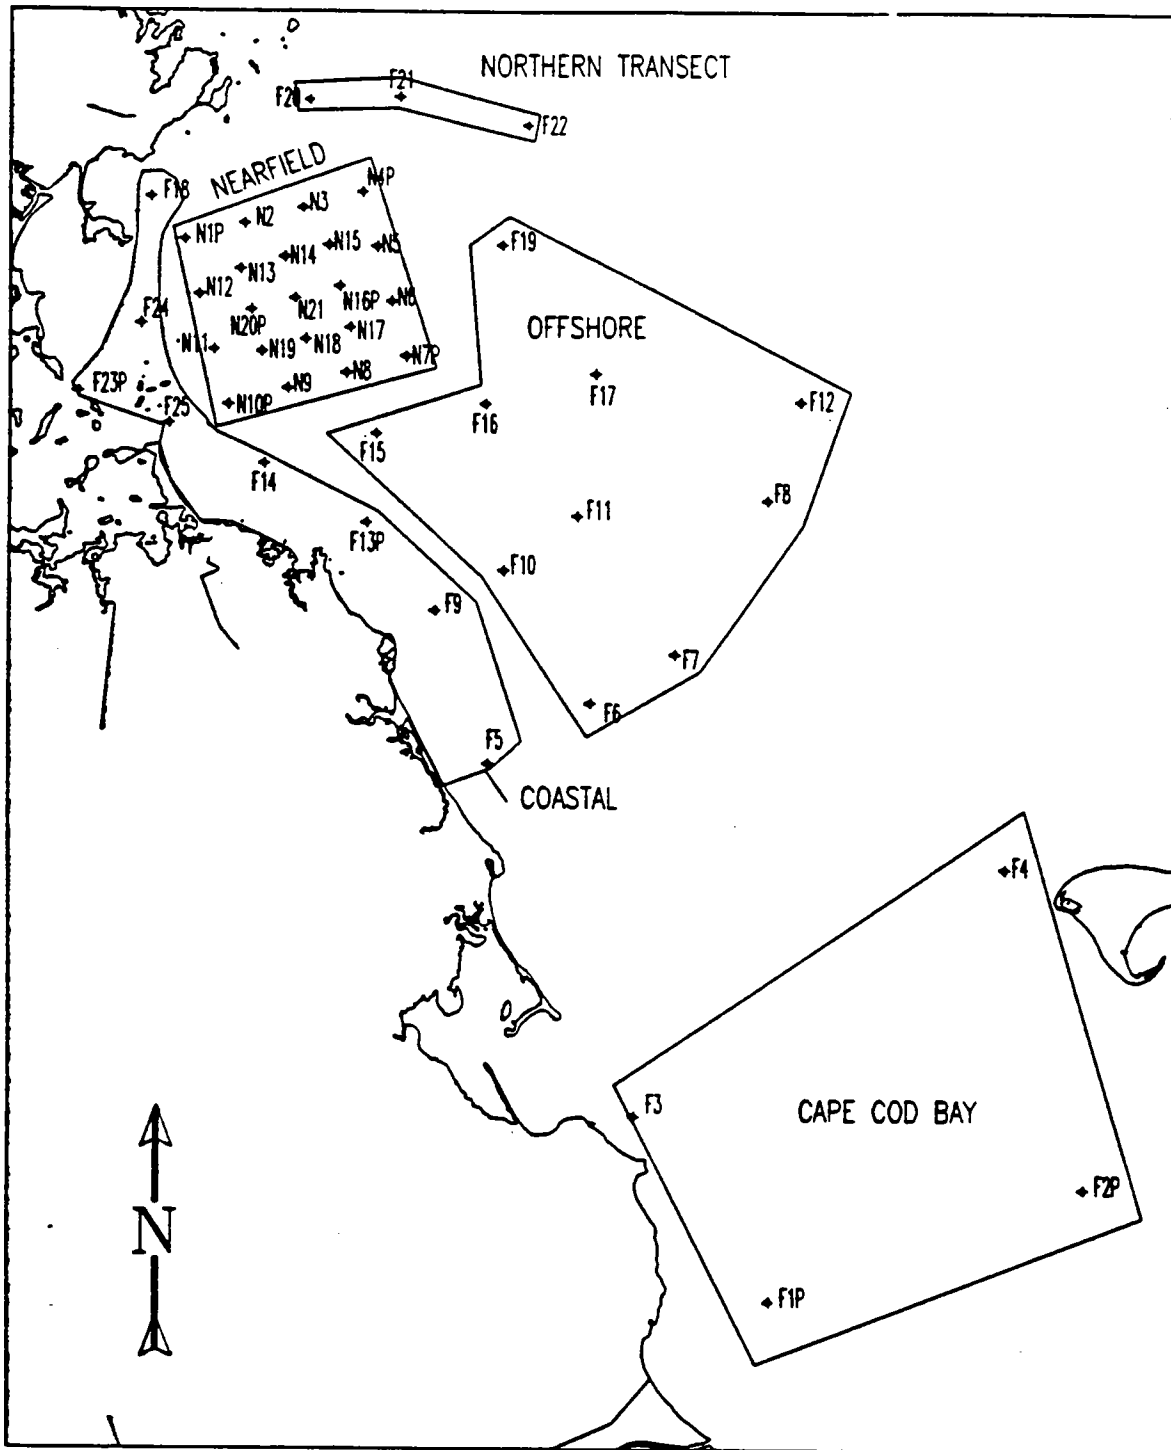 NORTHERN TRANSECT
F20
F21
F22
NEARFIELD
F18
N4P
N3
N2
N1P
N15
N5
N14
N13
F19
N12
N16P
N6
N21
N20P
F24
N17
N11
N18
N19
N7P
OFFSHORE
N8
N9
F23P
N10P
F17
F12
F16
F25
F15
F14
F8
F11
F13P
F10
F9
F7
F6
F5
COASTAL
F4
F3
CAPE COD BAY
F2P
N
F1P